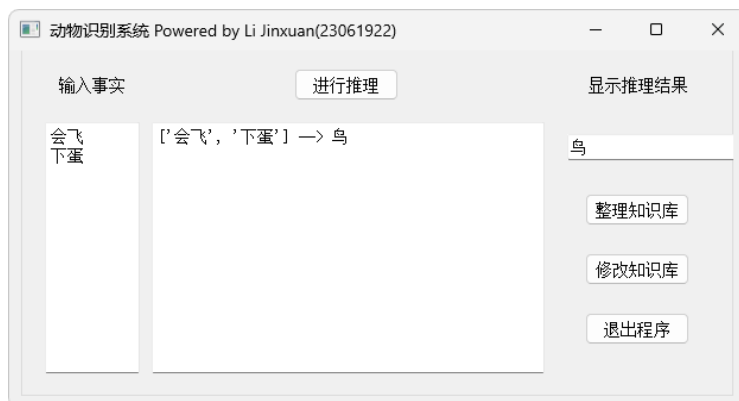 动物识别系统 Powered by Li Jinxuan(23061922)
输入事实
进行推理
显示推理结果
会飞
下蛋
['会飞', '下蛋'] —> 鸟
鸟
整理知识库
修改知识库
退出程序